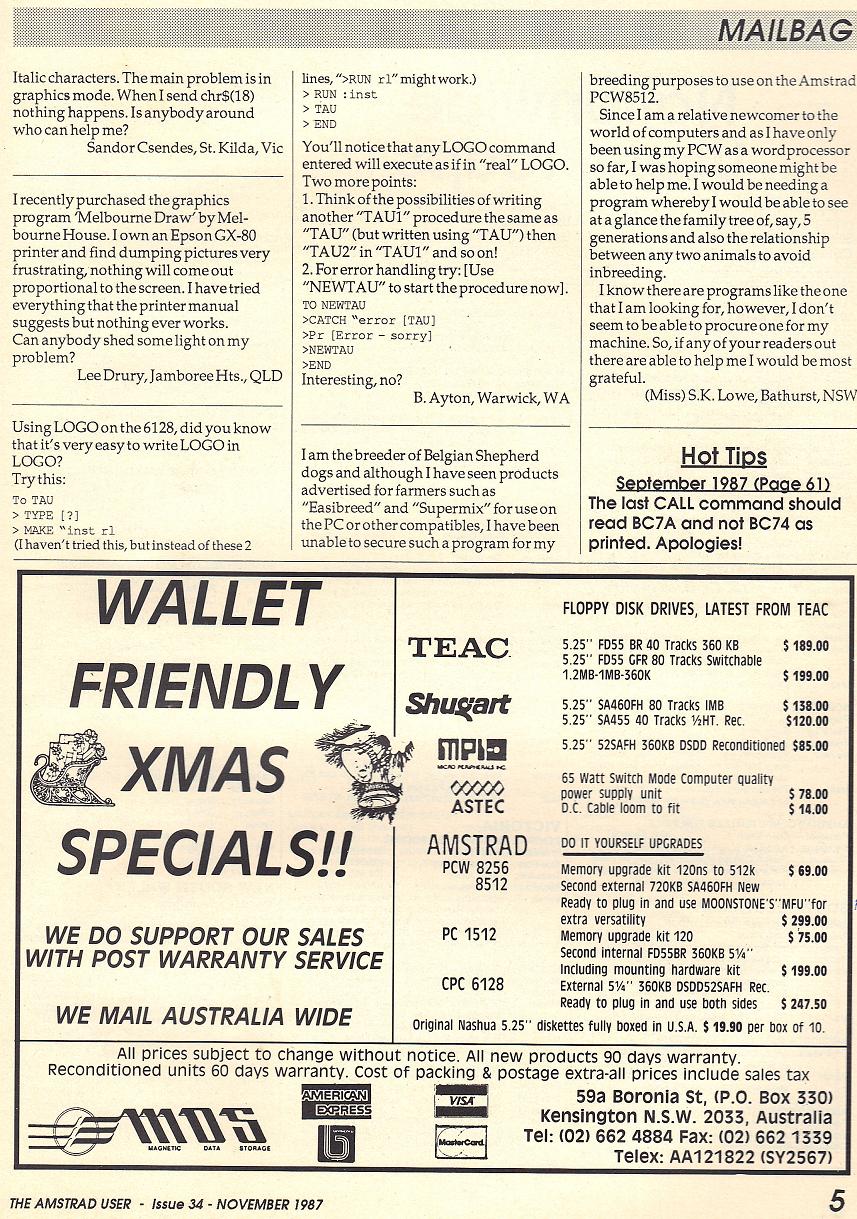 MAILBAG
Italic characters. The main problem is in
graphics mode. When I send chr$(18)
nothing happens. Is anybody around
who can help me?
Sandor Csendes, St. Kilda, Vic
I recently purchased the graphics
program 'Melbourne Draw' by Mel-
bourne House. I own an Epson GX-80
printer and find dumping pictures very
frustrating, nothing will come out
proportional to the screen. I have tried
everything that the printer manual
suggests but nothing ever works.
Can anybody shed some light on my
problem?
Lee Drury, Jamboree Hts., QLD
Using LOGO on the 6128, did you know
that it's very easy to write LOGO in
LOGO?
Try this:
To TAU
> TYPE [?]
> MAKE "inst rl
(I haven't tried this, but instead of these 2
lines, ">RUN rl" might work.)
> RUN :inst
> TAU
> END
You'll notice that any LOGO command
entered will execute as if in "real" LOGO.
Two more points:
1. Think of the possibilities of writing
another "TAU1" procedure the same as
"TAU" (but written using "TAU") then
"TAU2" in "TAU1" and so on!
2. For error handling try: [Use
"NEWTAU" to start the procedure now].
TO NEWTAU
>CATCH "error [TAU]
>Pr [Error - sorry]
>NEWTAU
>END
Interesting, no?
B. Ayton, Warwick, WA
I am the breeder of Belgian Shepherd
dogs and although I have seen products
advertised for farmers such as
"Easibreed" and "Supermix" for use on
the PC or other compatibles, I have been
unable to secure such a program for my
breeding purposes to use on the Amstrad
PCW8512.
Since I am a relative newcomer to the
world of computers and as I have only
been using my PCW as a wordprocessor
so far, I was hoping someone might be
able to help me. I would be needing a
program whereby I would be able to see
at a glance the family tree of, say, 5
generations and also the relationship
between any two animals to avoid
inbreeding.
I know there are programs like the one
that I am looking for, however, I don't
seem to be able to procure one for my
machine. So, if any of your readers out
there are able to help me I would be most
grateful.
(Miss) S.K. Lowe, Bathurst, NSW
Hot Tips
September 1987 (Page 61)
The last CALL command should
read BC7A and not BC74 as
printed. Apologies!
WALLET
FRIENDLY
XMAS
SPECIALS!!
WE DO SUPPORT OUR SALES
WITH POST WARRANTY SERVICE
WE MAIL AUSTRALIA WIDE
FLOPPY DISK DRIVES, LATEST FROM TEAC
TEAC
5.25'' FD55 BR 40 Tracks 360 KB $ 189.00
5.25'' FD55 GFR 80 Tracks Switchable
1.2MB-1MB-360K $ 199.00
Shugart
5.25'' SA460FH 80 Tracks IMB $ 138.00
5.25'' SA455 40 Tracks ½HT. Rec. $120.00
MPI
MICRO PERIPHERALS INC.
5.25'' 52SAFH 360KB DSDD Reconditioned $85.00
ASTEC
65 Watt Switch Mode Computer quality
power supply unit $ 78.00
D.C. Cable loom to fit $ 14.00
AMSTRAD
DO IT YOURSELF UPGRADES
PCW 8256
8512
Memory upgrade kit 120ns to 512k $ 69.00
Second external 720KB SA460FH New
Ready to plug in and use MOONSTONE'S''MFU''for
extra versatility $ 299.00
PC 1512
Memory upgrade kit 120 $ 75.00
Second internal FD55BR 360KB 5¼''
Including mounting hardware kit $ 199.00
CPC 6128
External 5¼'' 360KB DSDD52SAFH Rec.
Ready to plug in and use both sides $ 247.50
Original Nashua 5.25'' diskettes fully boxed in U.S.A. $ 19.90 per box of 10.
All prices subject to change without notice. All new products 90 days warranty.
Reconditioned units 60 days warranty. Cost of packing & postage extra-all prices include sales tax
MDS
MAGNETIC DATA STORAGE
AMERICAN
EXPRESS
VISA
MasterCard
59a Boronia St, (P.O. Box 330)
Kensington N.S.W. 2033, Australia
Tel: (02) 662 4884 Fax: (02) 662 1339
Telex: AA121822 (SY2567)
THE AMSTRAD USER - Issue 34 - NOVEMBER 1987
5